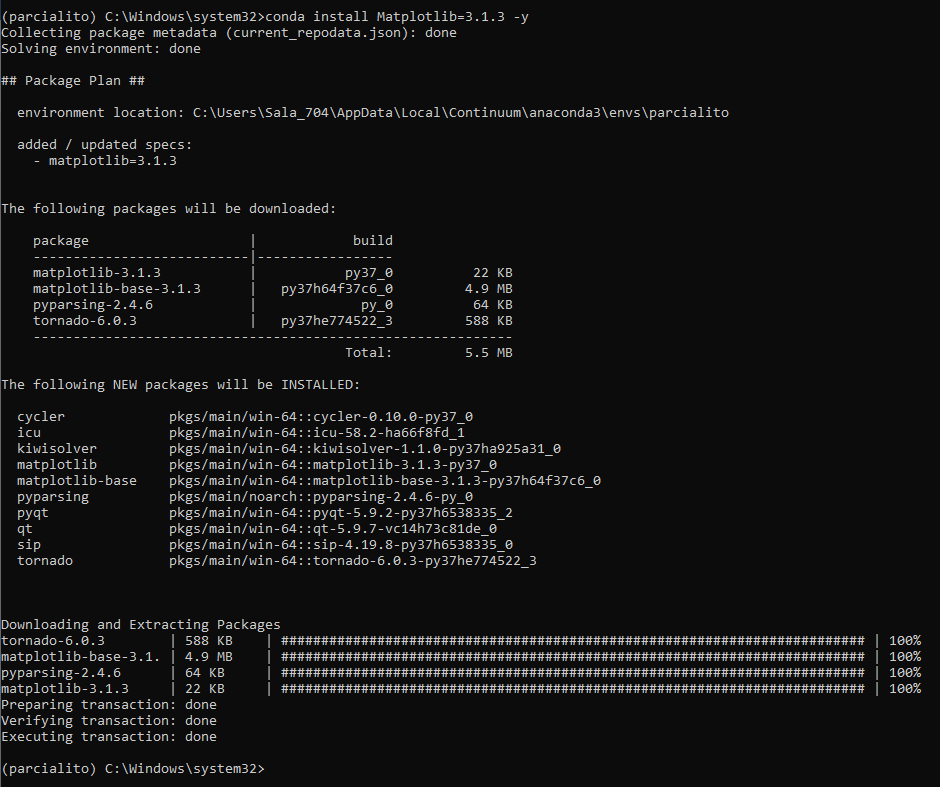 (parcialito) C:\Windows\system32>conda install Matplotlib=3.1.3 -y
Collecting package metadata (current_repodata.json): done
Solving environment: done

## Package Plan ##

  environment location: C:\Users\Sala_704\AppData\Local\Continuum\anaconda3\envs\parcialito

  added / updated specs:
    - matplotlib=3.1.3


The following packages will be downloaded:

    package                    |            build
    ---------------------------|-----------------
    matplotlib-3.1.3           |           py37_0          22 KB
    matplotlib-base-3.1.3      |   py37h64f37c6_0         4.9 MB
    pyparsing-2.4.6            |             py_0          64 KB
    tornado-6.0.3              |   py37he774522_3         588 KB
    ------------------------------------------------------------
                                           Total:         5.5 MB

The following NEW packages will be INSTALLED:

  cycler             pkgs/main/win-64::cycler-0.10.0-py37_0
  icu                pkgs/main/win-64::icu-58.2-ha66f8fd_1
  kiwisolver         pkgs/main/win-64::kiwisolver-1.1.0-py37ha925a31_0
  matplotlib         pkgs/main/win-64::matplotlib-3.1.3-py37_0
  matplotlib-base    pkgs/main/win-64::matplotlib-base-3.1.3-py37h64f37c6_0
  pyparsing          pkgs/main/noarch::pyparsing-2.4.6-py_0
  pyqt               pkgs/main/win-64::pyqt-5.9.2-py37h6538335_2
  qt                 pkgs/main/win-64::qt-5.9.7-vc14h73c81de_0
  sip                pkgs/main/win-64::sip-4.19.8-py37h6538335_0
  tornado            pkgs/main/win-64::tornado-6.0.3-py37he774522_3



Downloading and Extracting Packages
tornado-6.0.3        | 588 KB    | ######################################################################### | 100%
matplotlib-base-3.1. | 4.9 MB    | ######################################################################### | 100%
pyparsing-2.4.6      | 64 KB     | ######################################################################### | 100%
matplotlib-3.1.3     | 22 KB     | ######################################################################### | 100%
Preparing transaction: done
Verifying transaction: done
Executing transaction: done

(parcialito) C:\Windows\system32>